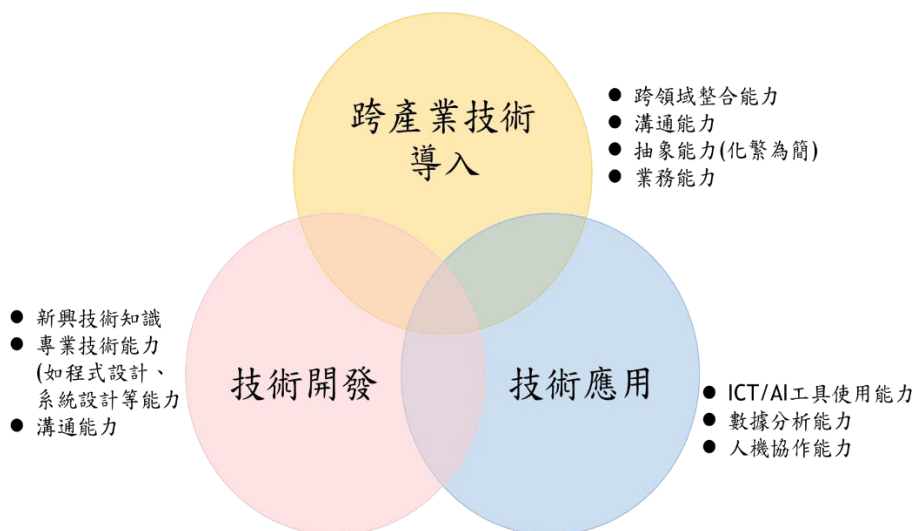 跨產業技術
導入
● 跨領域整合能力
● 溝通能力
● 抽象能力(化繁為簡)
● 業務能力
● 新興技術知識
● 專業技術能力
(如程式設計、
系統設計等能力
● 溝通能力
技術開發
技術應用
● ICT/AI工具使用能力
● 數據分析能力
● 人機協作能力